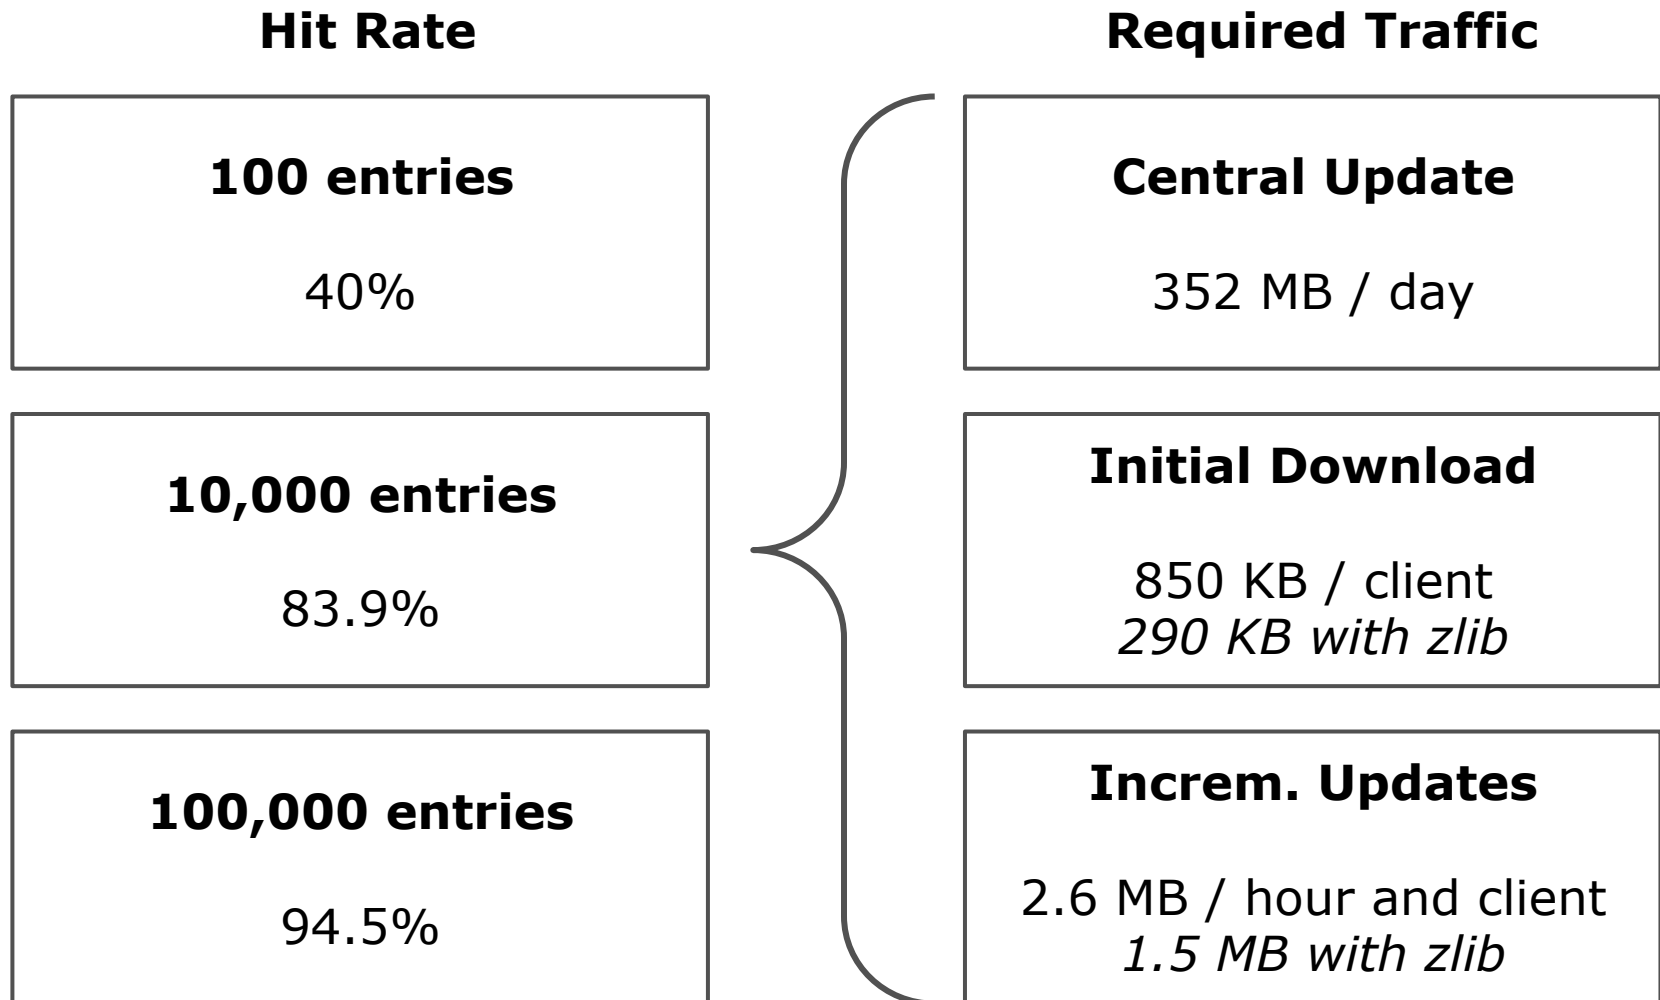 Hit Rate
100 entries
40%
10,000 entries
83.9%
100,000 entries
94.5%
Required Traffic
Central Update
352 MB / day
Initial Download
850 KB / client
290 KB with zlib
Increm. Updates
2.6 MB / hour and client
1.5 MB with zlib